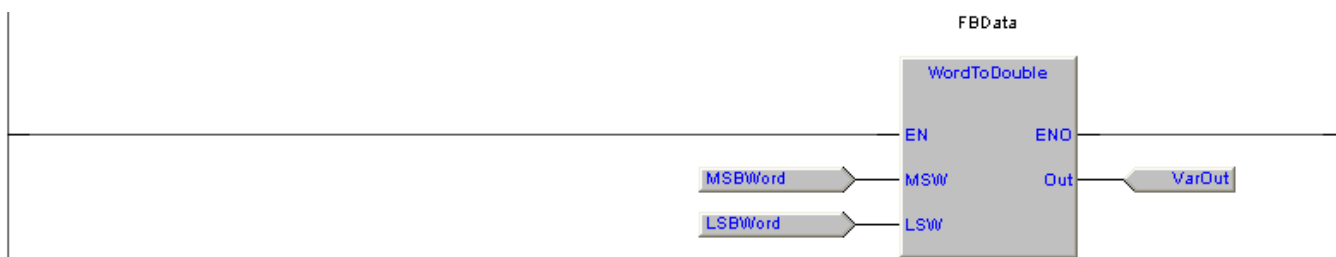 FBData
WordToDouble
EN ENO
MSBWord MSW Out VarOut
LSBWord LSW